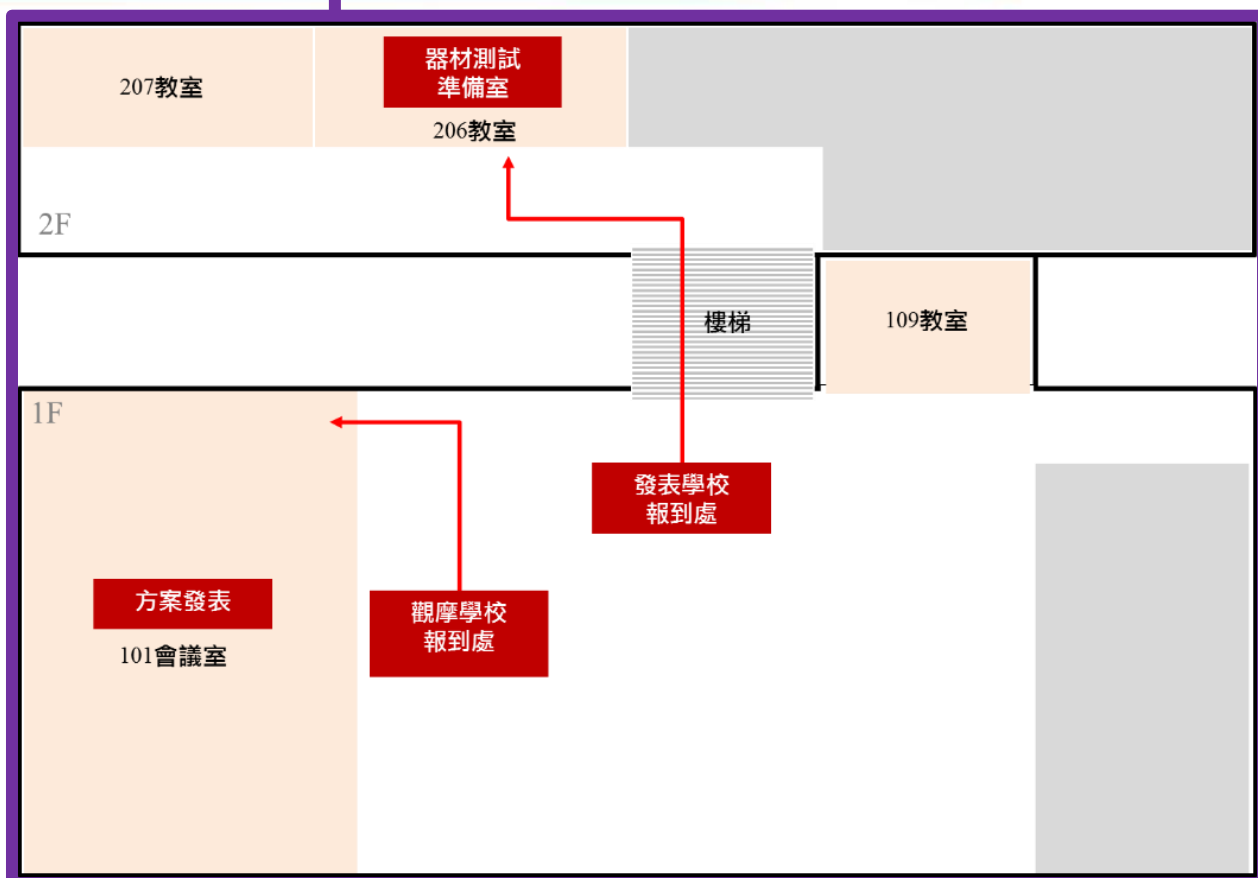 207教室
器材測試
準備室
206教室
2F
樓梯
109教室
1F
發表學校
報到處
方案發表
101會議室
觀摩學校
報到處